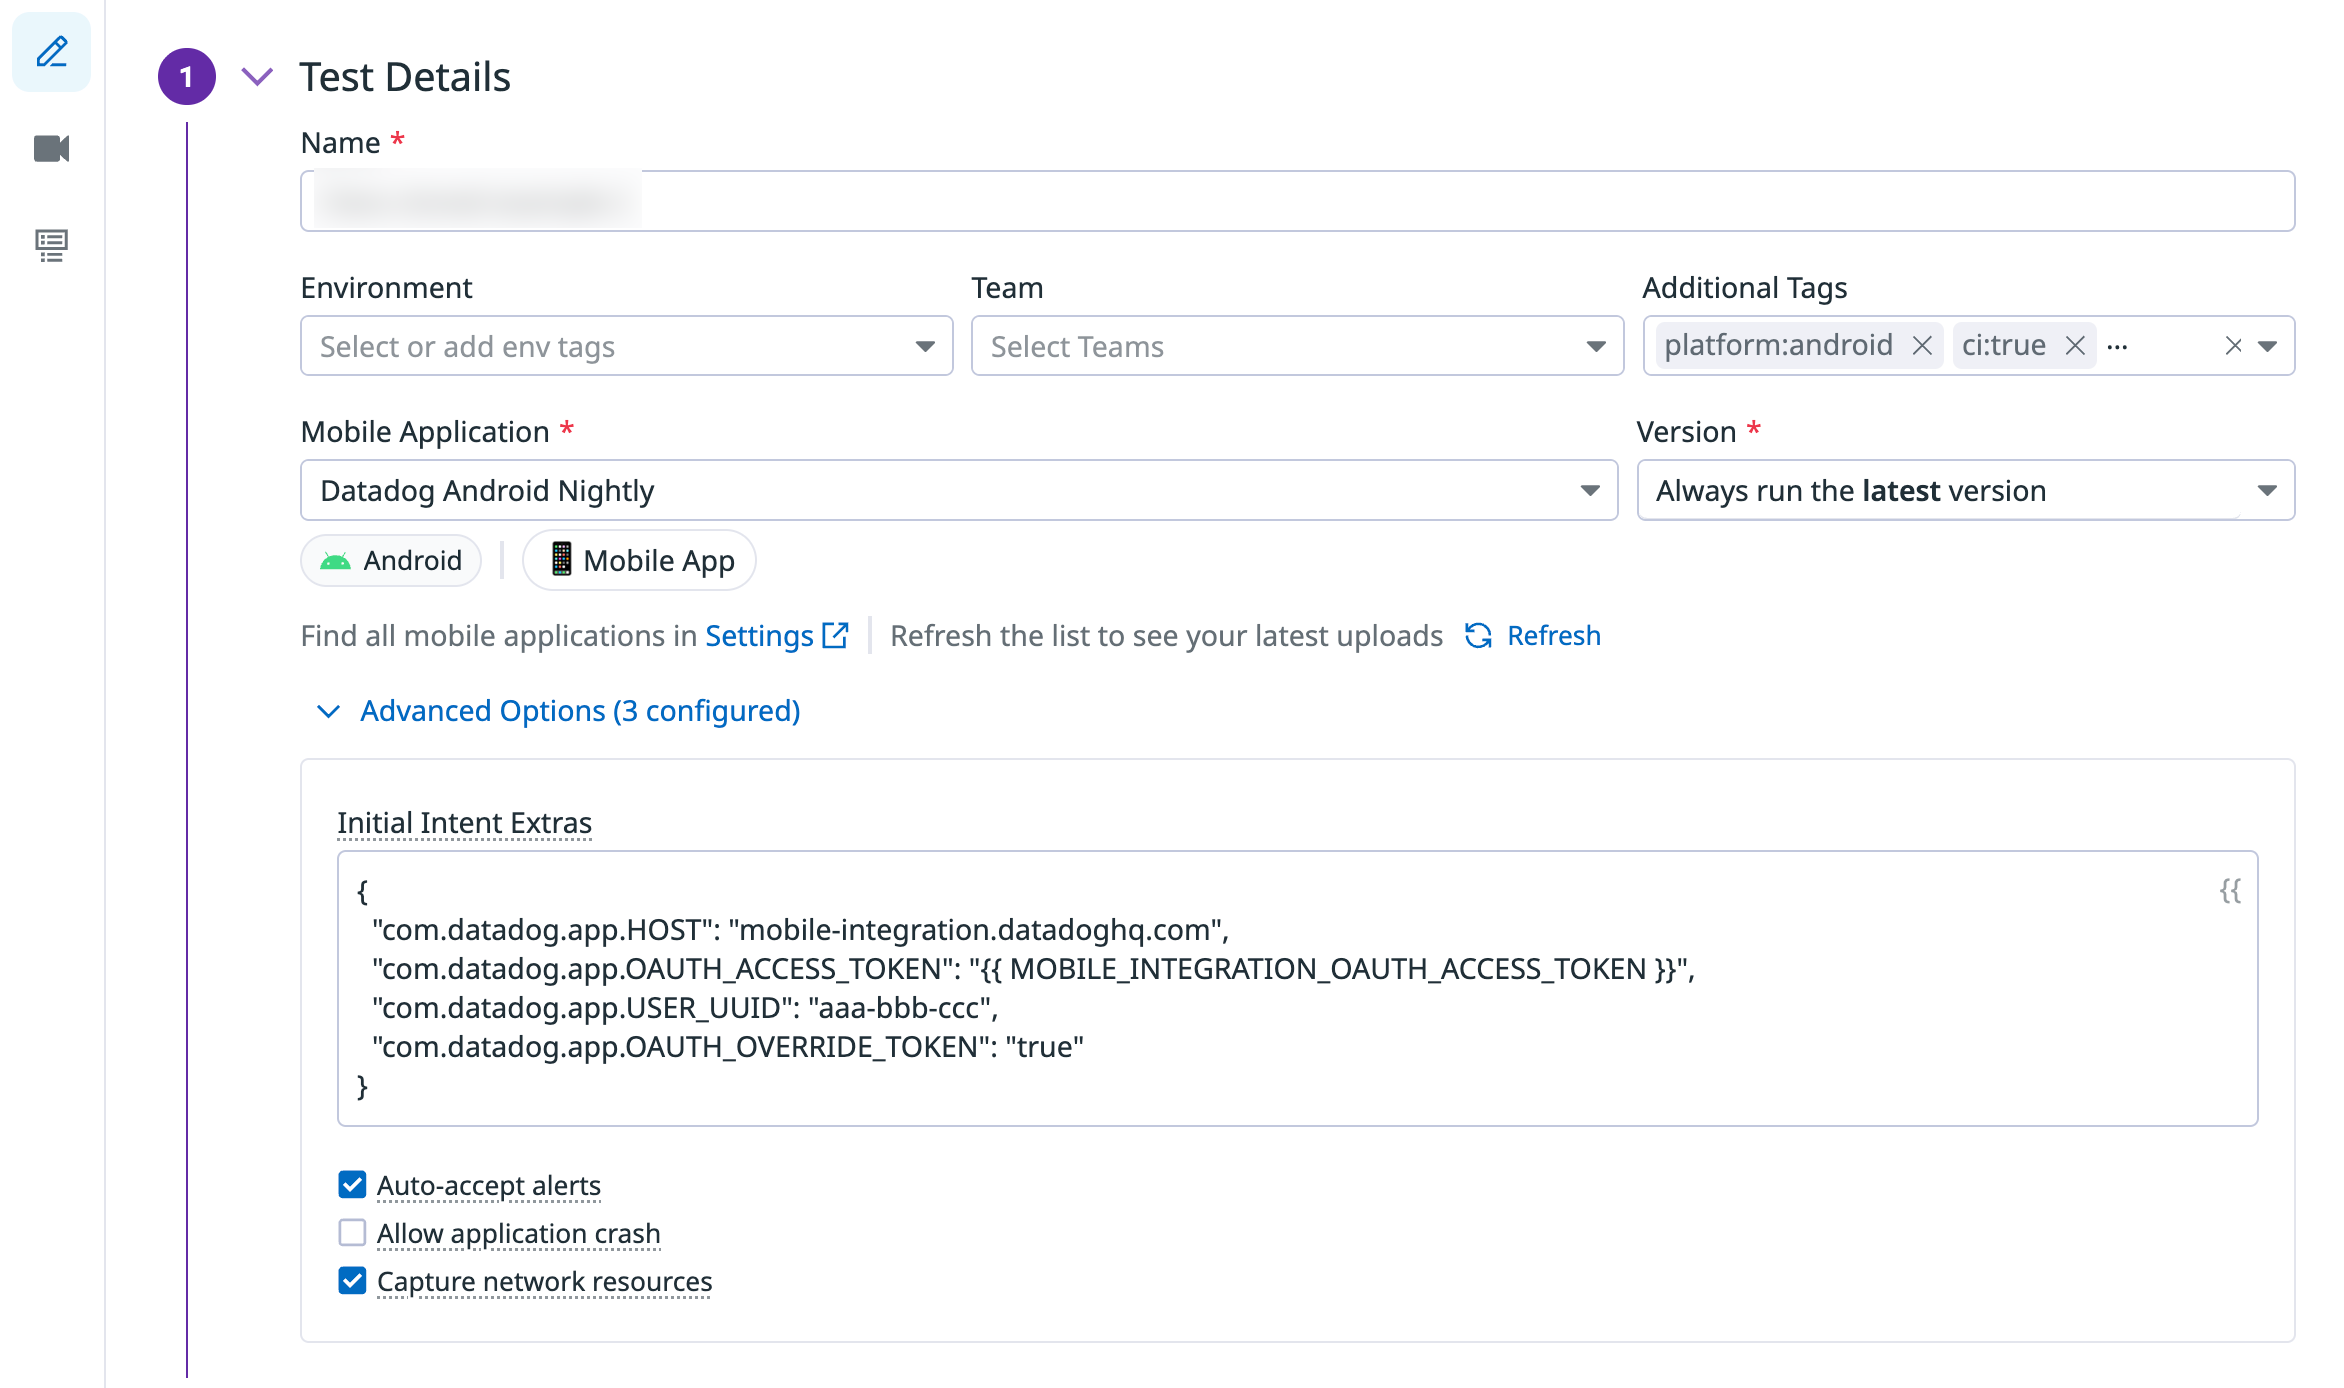 1 Test Details
Name *
Environment Team Additional Tags
Select or add env tags Select Teams platform:android ci:true ...
Mobile Application * Version *
Datadog Android Nightly Always run the latest version
Android Mobile App
Find all mobile applications in Settings Refresh the list to see your latest uploads Refresh
Advanced Options (3 configured)
Initial Intent Extras
{ {{
"com.datadog.app.HOST": "mobile-integration.datadoghq.com",
"com.datadog.app.OAUTH_ACCESS_TOKEN": "{{ MOBILE_INTEGRATION_OAUTH_ACCESS_TOKEN }}",
"com.datadog.app.USER_UUID": "aaa-bbb-ccc",
"com.datadog.app.OAUTH_OVERRIDE_TOKEN": "true"
}
Auto-accept alerts
Allow application crash
Capture network resources